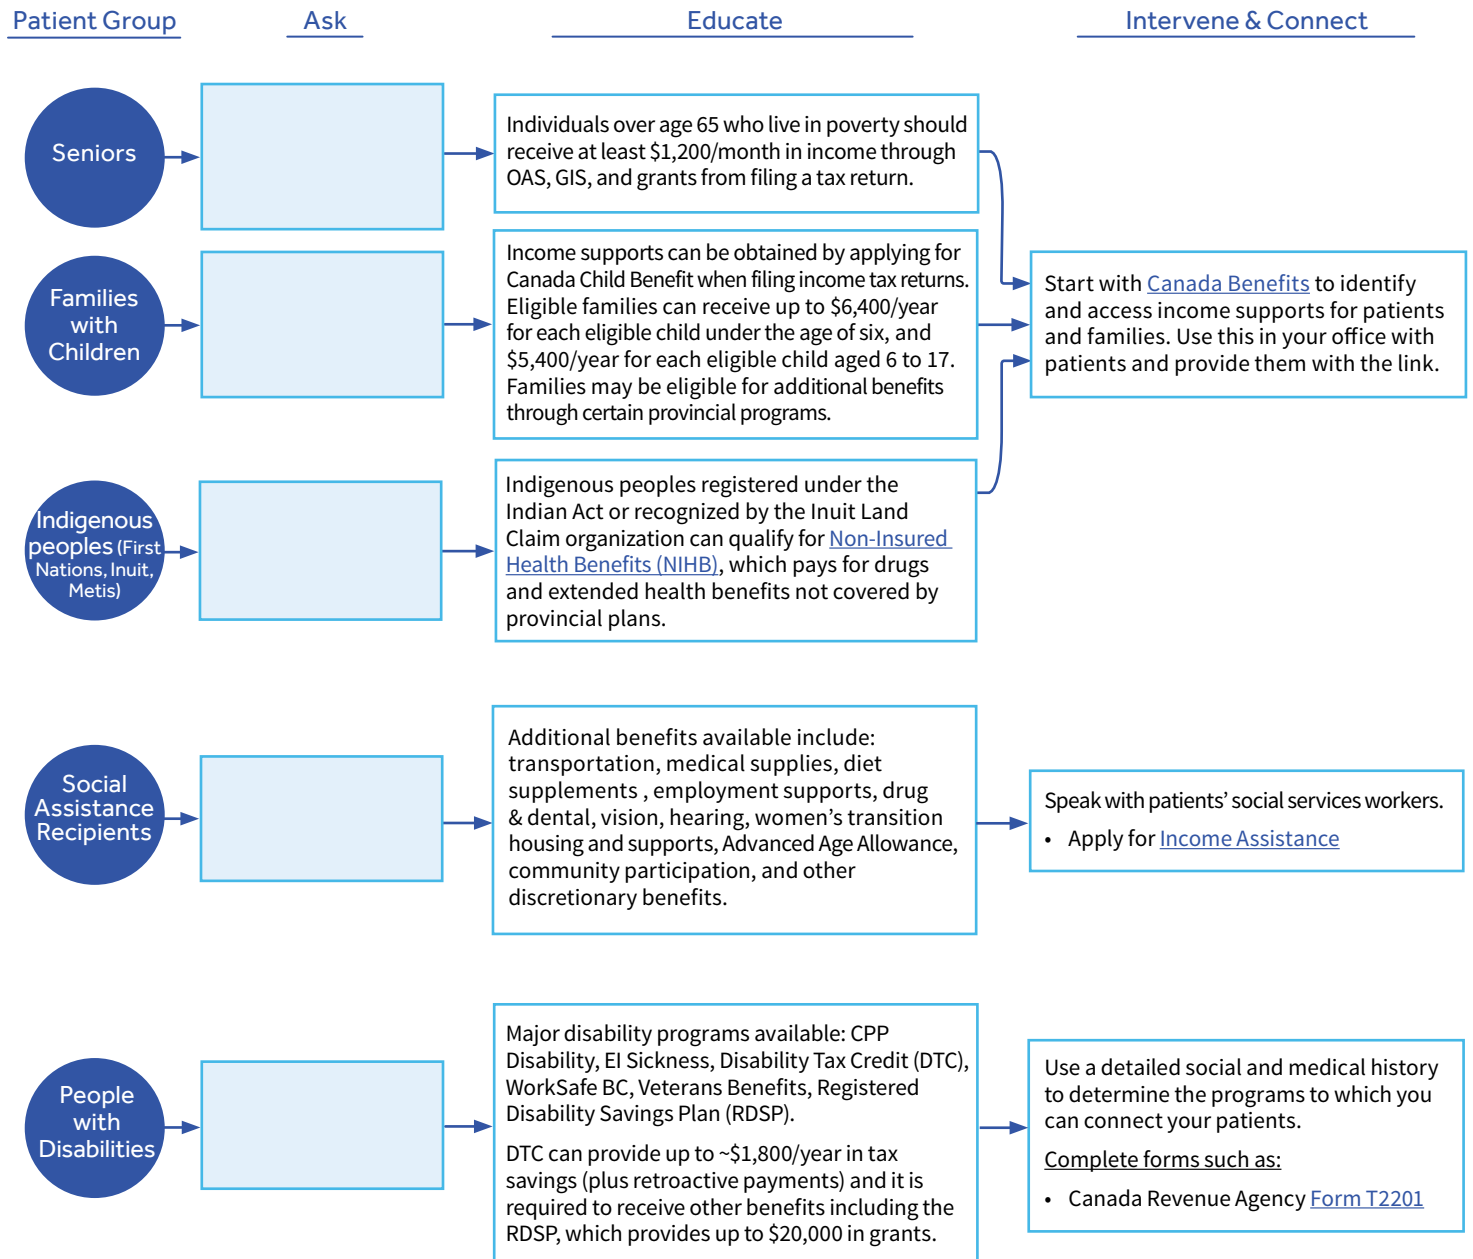 Patient Group
Ask
Educate
Intervene & Connect
Seniors
Individuals over age 65 who live in poverty should
receive at least $1,200/month in income through
OAS, GIS, and grants from filing a tax return.
Families
with
Children
Income supports can be obtained by applying for
Canada Child Benefit when filing income tax returns.
Eligible families can receive up to $6,400/year
for each eligible child under the age of six, and
$5,400/year for each eligible child aged 6 to 17.
Families may be eligible for additional benefits
through certain provincial programs.
Start with Canada Benefits to identify
and access income supports for patients
and families. Use this in your office with
patients and provide them with the link.
Indigenous
peoples (First
Nations, Inuit,
Metis)
Indigenous peoples registered under the
Indian Act or recognized by the Inuit Land
Claim organization can qualify for Non-Insured
Health Benefits (NIHB), which pays for drugs
and extended health benefits not covered by
provincial plans.
Social
Assistance
Recipients
Additional benefits available include:
transportation, medical supplies, diet
supplements , employment supports, drug
& dental, vision, hearing, women’s transition
housing and supports, Advanced Age Allowance,
community participation, and other
discretionary benefits.
Speak with patients’ social services workers.
• Apply for Income Assistance
People
with
Disabilities
Major disability programs available: CPP
Disability, EI Sickness, Disability Tax Credit (DTC),
WorkSafe BC, Veterans Benefits, Registered
Disability Savings Plan (RDSP).
DTC can provide up to ~$1,800/year in tax
savings (plus retroactive payments) and it is
required to receive other benefits including the
RDSP, which provides up to $20,000 in grants.
Use a detailed social and medical history
to determine the programs to which you
can connect your patients.
Complete forms such as:
• Canada Revenue Agency Form T2201